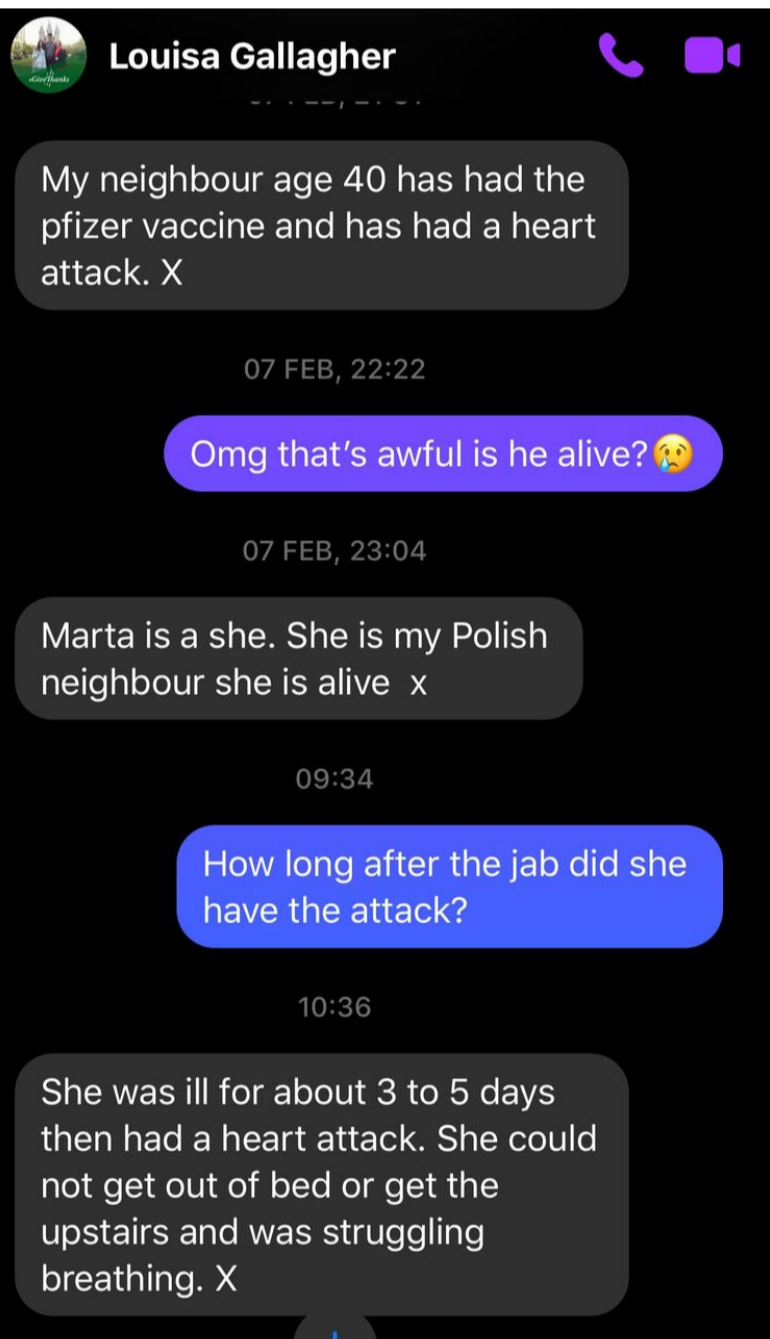 Louisa Gallagher
#GiveThanks
My neighbour age 40 has had the
pfizer vaccine and has had a heart
attack. X
07 FEB, 22:22
Omg that's awful is he alive?😢
07 FEB, 23:04
Marta is a she. She is my Polish
neighbour she is alive  x
09:34
How long after the jab did she
have the attack?
10:36
She was ill for about 3 to 5 days
then had a heart attack. She could
not get out of bed or get the
upstairs and was struggling
breathing. X